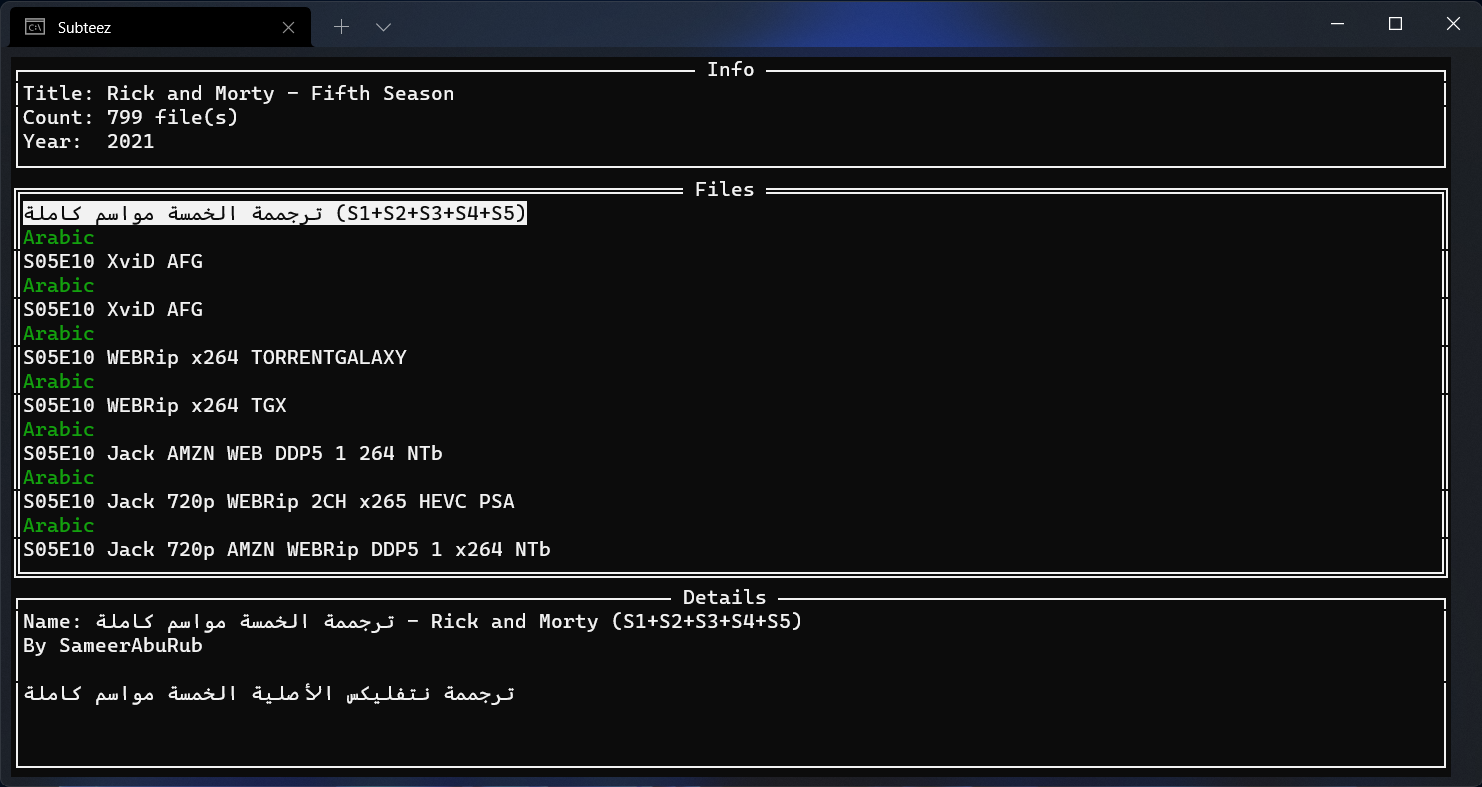 Subteez
Info
Title: Rick and Morty - Fifth Season
Count: 799 file(s)
Year: 2021
Files
ترجممة الخمسة مواسم كاملة (S1+S2+S3+S4+S5)
Arabic
S05E10 XviD AFG
Arabic
S05E10 XviD AFG
Arabic
S05E10 WEBRip x264 TORRENTGALAXY
Arabic
S05E10 WEBRip x264 TGX
Arabic
S05E10 Jack AMZN WEB DDP5 1 264 NTb
Arabic
S05E10 Jack 720p WEBRip 2CH x265 HEVC PSA
Arabic
S05E10 Jack 720p AMZN WEBRip DDP5 1 x264 NTb
Details
Name: ترجممة الخمسة مواسم كاملة - Rick and Morty (S1+S2+S3+S4+S5)
By SameerAbuRub
ترجممة نتفليكس الأصلية الخمسة مواسم كاملة